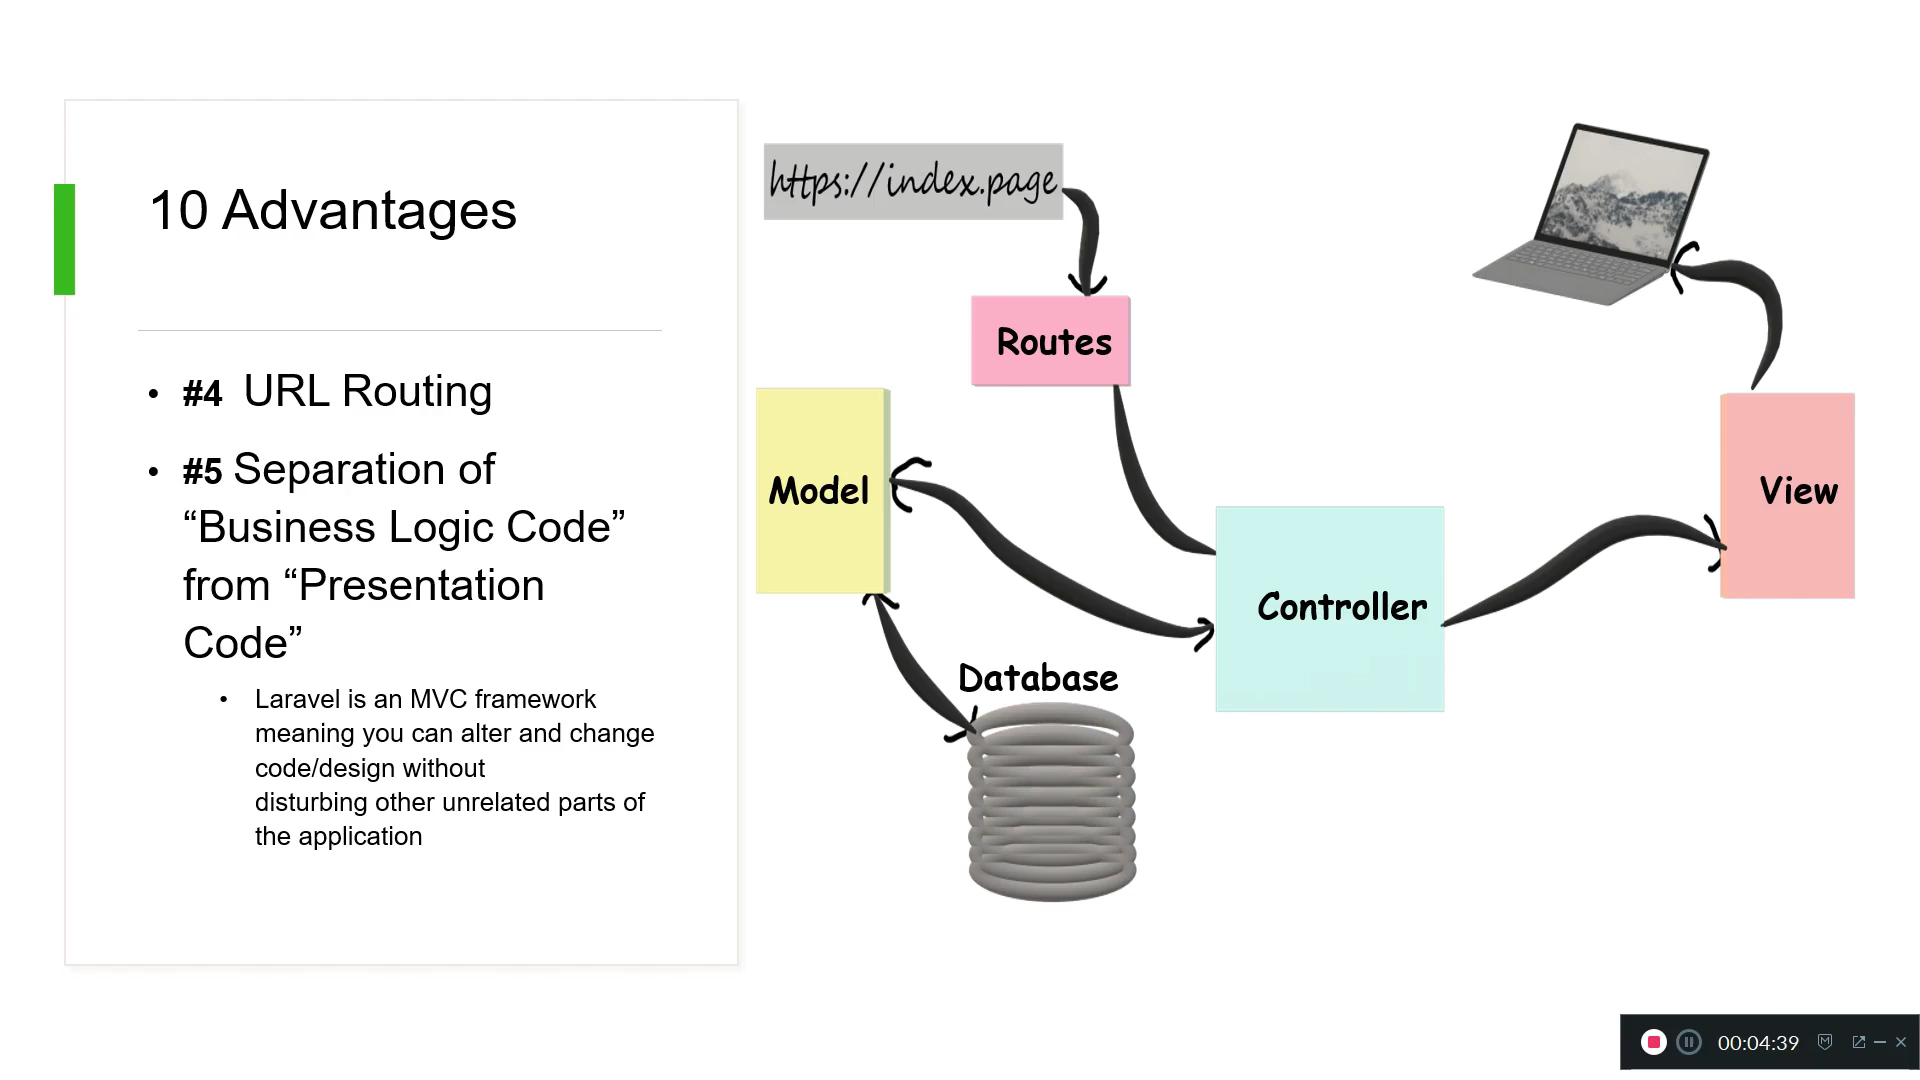 10 Advantages
• #4 URL Routing
• #5 Separation of
“Business Logic Code”
from “Presentation
Code”
• Laravel is an MVC framework
meaning you can alter and change
code/design without
disturbing other unrelated parts of
the application
https://index.page
Routes
Model
View
Controller
Database
00:04:39